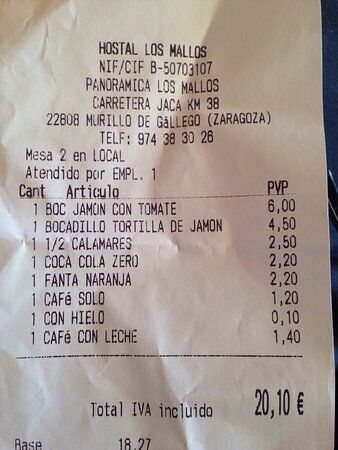 HOSTAL LOS MALLOS
NIF/CIF B-50703107
PANORAMICA LOS MALLOS
CARRETERA JACA KM 38
22808 MURILLO DE GáLLEGO (ZARAGOZA)
TELF: 974 38 30 26
Mesa 2 en LOCAL
Atendido por EMPL. 1
Cant Articulo PVP
1 BOC JAMON CON TOMATE 6,00
1 BOCADILLO TORTILLA DE JAMON 4,50
1 1/2 CALAMARES 2,50
1 COCA COLA ZERO 2,20
1 FANTA NARANJA 2,20
1 CAFé SOLO 1,20
1 CON HIELO 0,10
1 CAFé CON LECHE 1,40
Total IVA incluido 20,10 €
Base 18,27